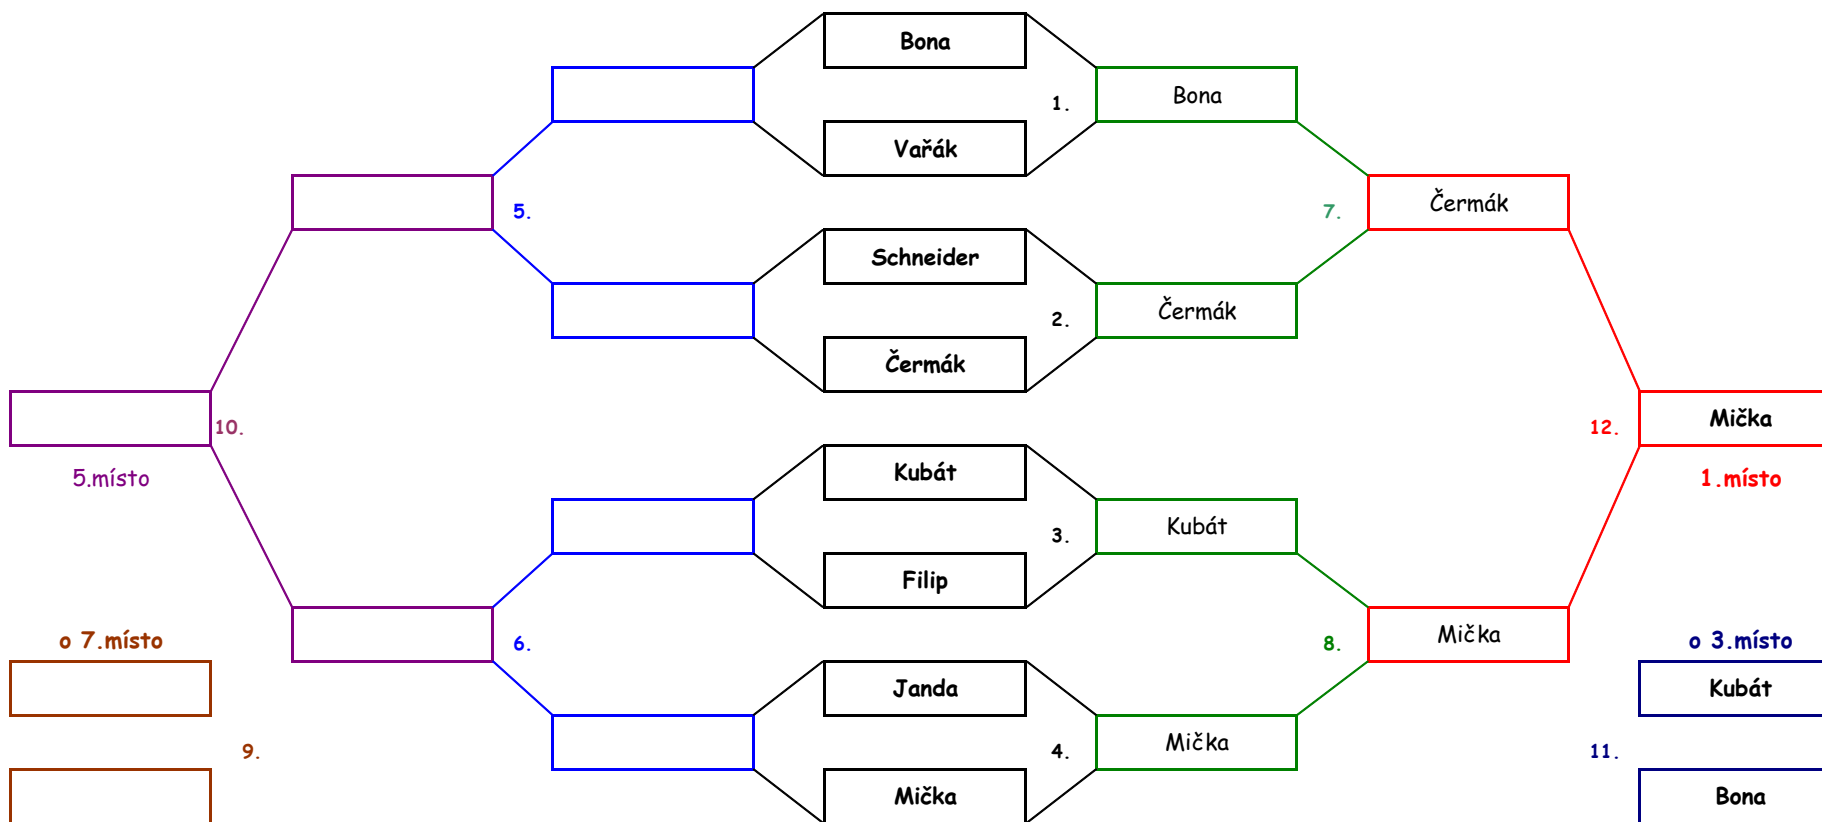 Bona
Bona
1.
Vařák
Čermák
5.
7.
Schneider
Čermák
2.
Čermák
Mička
10.
12.
5.místo
1.místo
Kubát
Kubát
3.
Filip
o 7.místo
Mička
o 3.místo
6.
8.
Janda
Kubát
Mička
9.
4.
11.
Mička
Bona